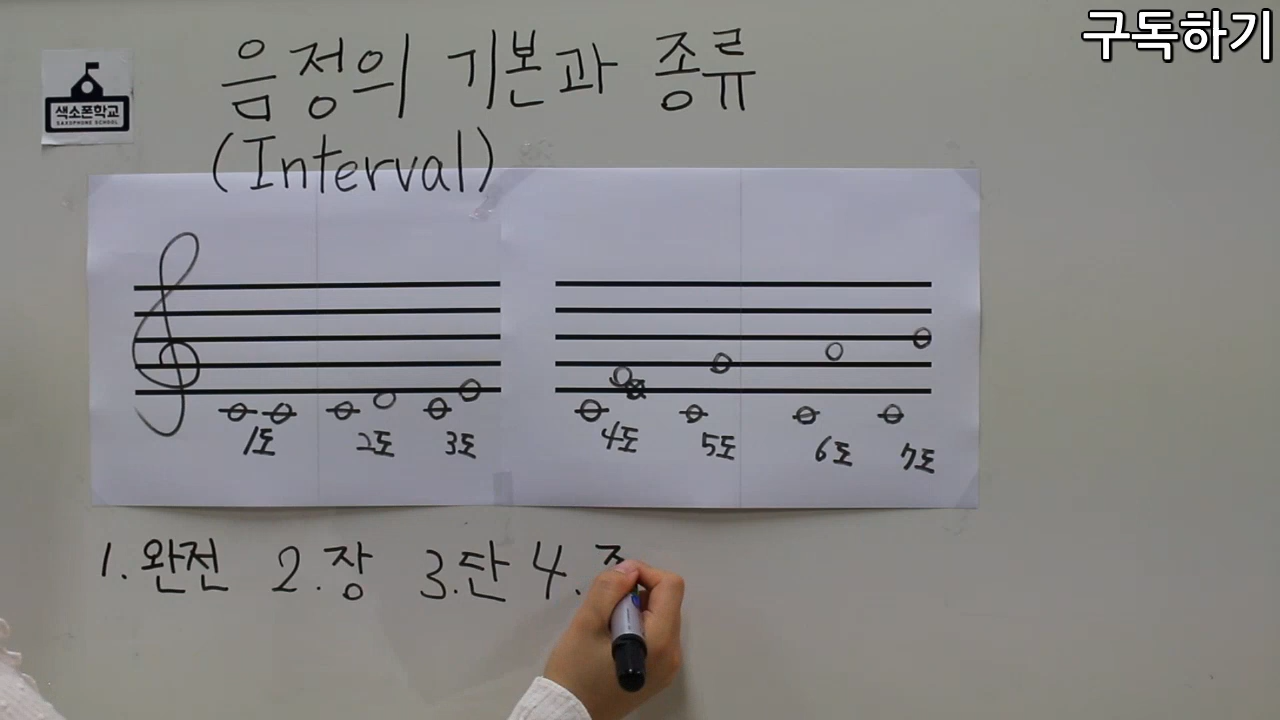 구독하기
음정의 기본과 종류
(Interval)
색소폰학교
SAXOPHONE SCHOOL
1도 2도 3도 4도 5도 6도 7도
1.완전 2.장 3.단 4.